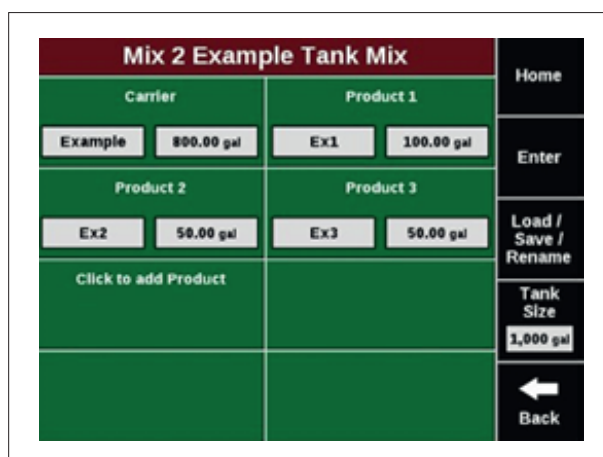 Mix 2 Example Tank Mix
Carrier
Example 800.00 gal
Product 1
Ex1 100.00 gal
Product 2
Ex2 50.00 gal
Product 3
Ex3 50.00 gal
Click to add Product
Home
Enter
Load /
Save /
Rename
Tank
Size
1,000 gal
Back